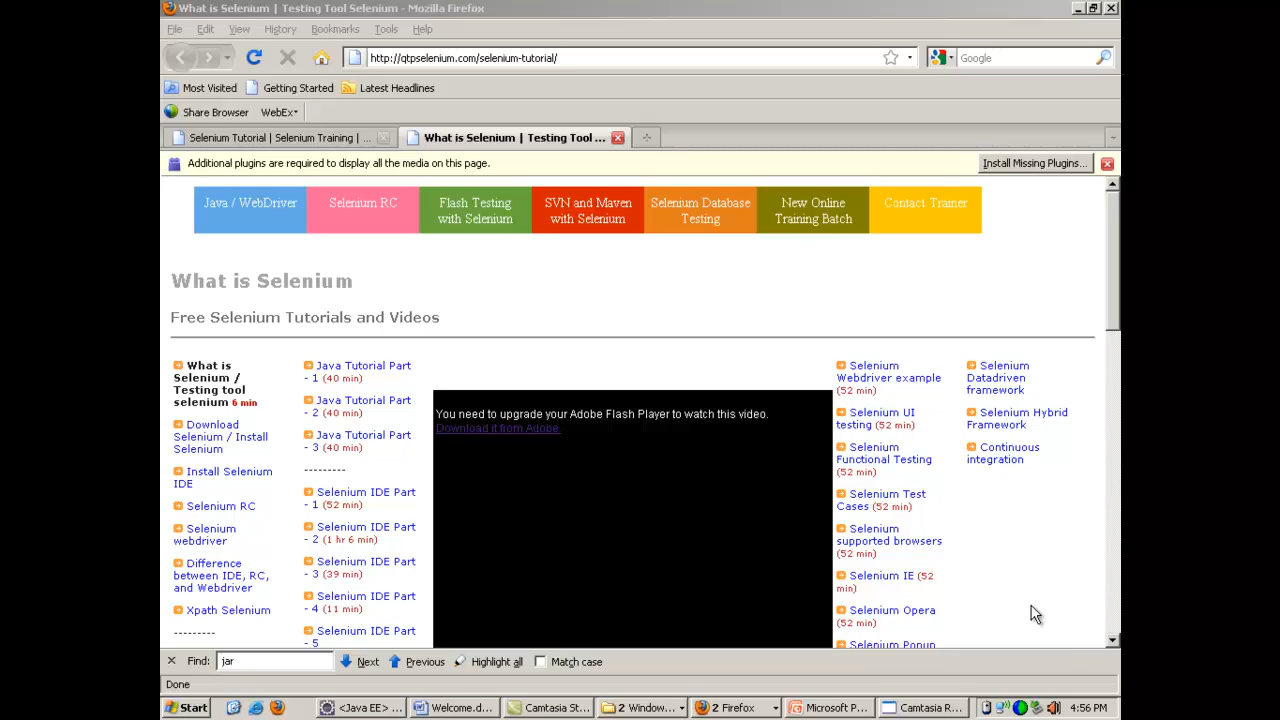 What is Selenium | Testing Tool Selenium - Mozilla Firefox
File Edit View History Bookmarks Tools Help
http://qtpselenium.com/selenium-tutorial/
Google
Most Visited Getting Started Latest Headlines
Share Browser WebEx
Selenium Tutorial | Selenium Training | ...
What is Selenium | Testing Tool ...
Additional plugins are required to display all the media on this page.
Install Missing Plugins...
Java / WebDriver
Selenium RC
Flash Testing
with Selenium
SVN and Maven
with Selenium
Selenium Database
Testing
New Online
Training Batch
Contact Trainer
What is Selenium
Free Selenium Tutorials and Videos
What is
Selenium /
Testing tool
selenium 6 min
Download
Selenium / Install
Selenium
Install Selenium
IDE
Selenium RC
Selenium
webdriver
Difference
between IDE, RC,
and Webdriver
Xpath Selenium
---------
Java Tutorial Part
- 1 (40 min)
Java Tutorial Part
- 2 (40 min)
Java Tutorial Part
- 3 (40 min)
---------
Selenium IDE Part
- 1 (52 min)
Selenium IDE Part
- 2 (1 hr 6 min)
Selenium IDE Part
- 3 (39 min)
Selenium IDE Part
- 4 (11 min)
Selenium IDE Part
- 5
You need to upgrade your Adobe Flash Player to watch this video.
Download it from Adobe.
Selenium
Webdriver example
(52 min)
Selenium UI
testing (52 min)
Selenium
Functional Testing
(52 min)
Selenium Test
Cases (52 min)
Selenium
supported browsers
(52 min)
Selenium IE (52
min)
Selenium Opera
(52 min)
Selenium Popup
Selenium
Datadriven
framework
Selenium Hybrid
Framework
Continuous
integration
Find: jar Next Previous Highlight all Match case
Done
Start <Java EE> ... Welcome.d... Camtasia St... 2 Window... 2 Firefox Microsoft P... Camtasia R... 4:56 PM